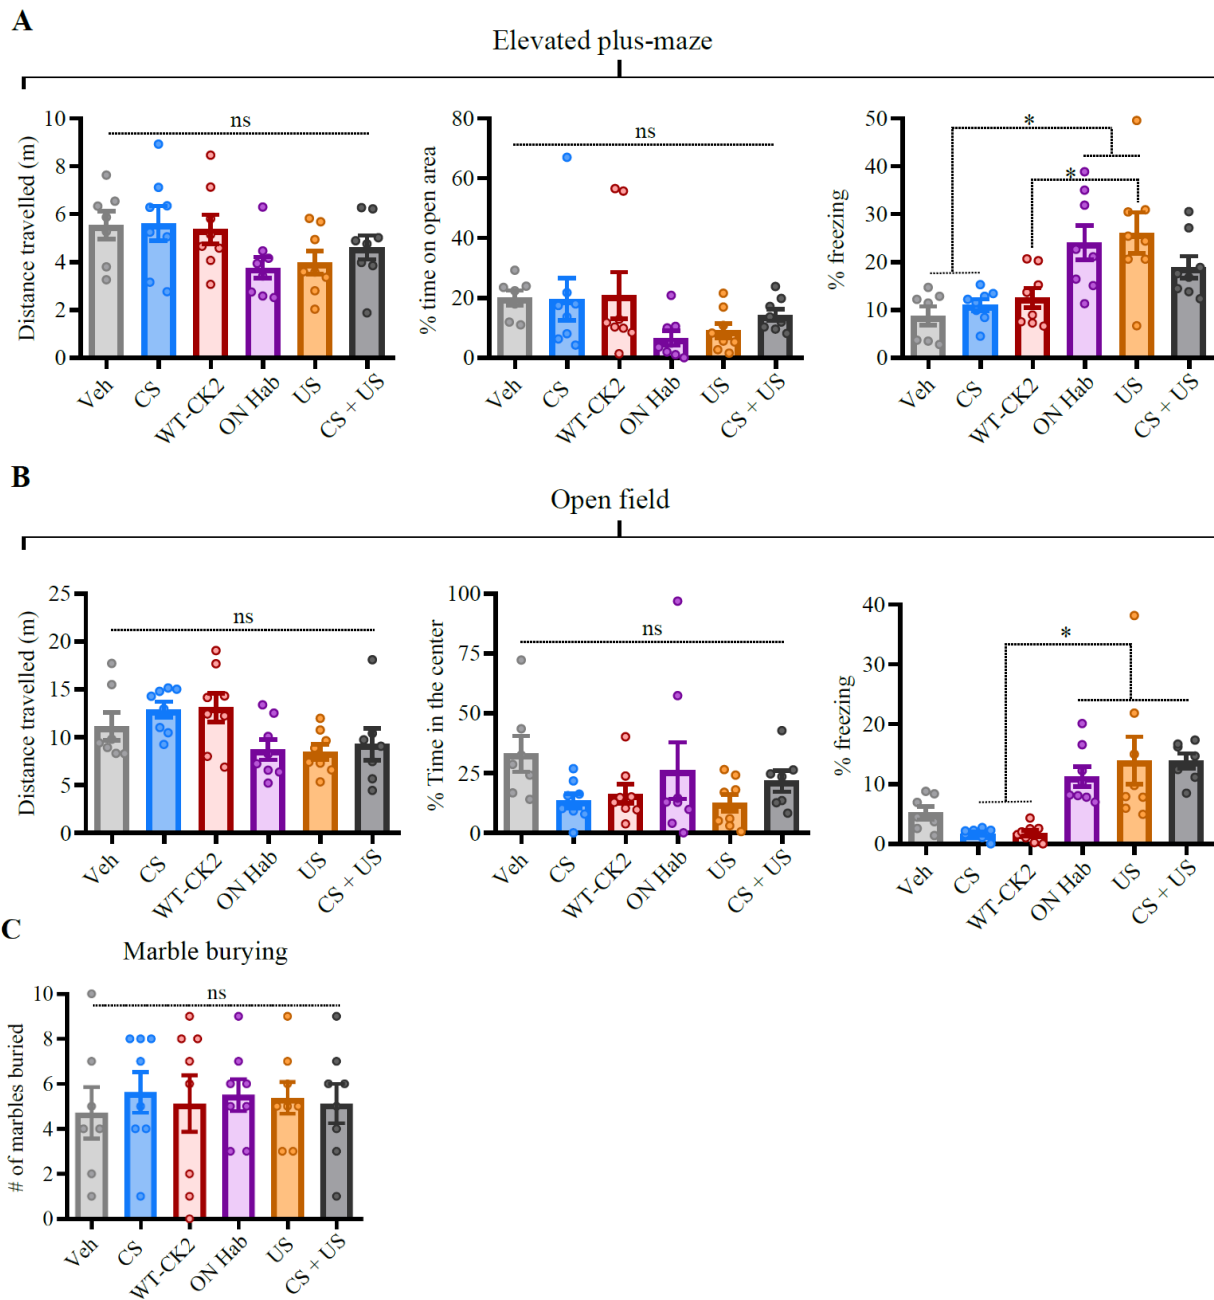 A
Elevated plus-maze
Distance travelled (m)
10
8
6
4
2
0
ns
Veh
CS
WT-CK2
ON Hab
US
CS + US
% time on open area
80
60
40
20
0
ns
Veh
CS
WT-CK2
ON Hab
US
CS + US
% freezing
50
40
30
20
10
0
*
*
Veh
CS
WT-CK2
ON Hab
US
CS + US
B
Open field
Distance travelled (m)
25
20
15
10
5
0
ns
Veh
CS
WT-CK2
ON Hab
US
CS + US
% Time in the center
100
75
50
25
0
ns
Veh
CS
WT-CK2
ON Hab
US
CS + US
% freezing
40
30
20
10
0
*
Veh
CS
WT-CK2
ON Hab
US
CS + US
C
Marble burying
# of marbles buried
10
8
6
4
2
0
ns
Veh
CS
WT-CK2
ON Hab
US
CS + US